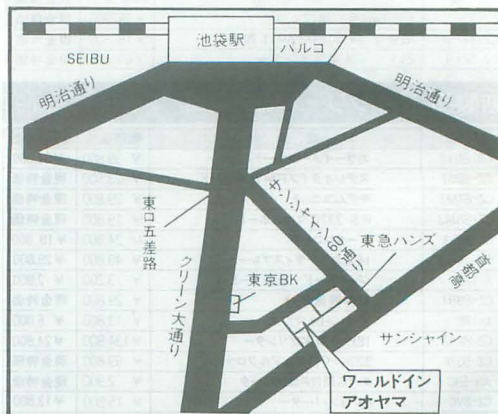 池袋駅
パルコ
SEIBU
明治通り
明治通り
サンシャイン60通り
東口五差路
東急ハンズ
首都高
グリーン大通り
東京BK
サンシャイン
ワールドイン
アオヤマ